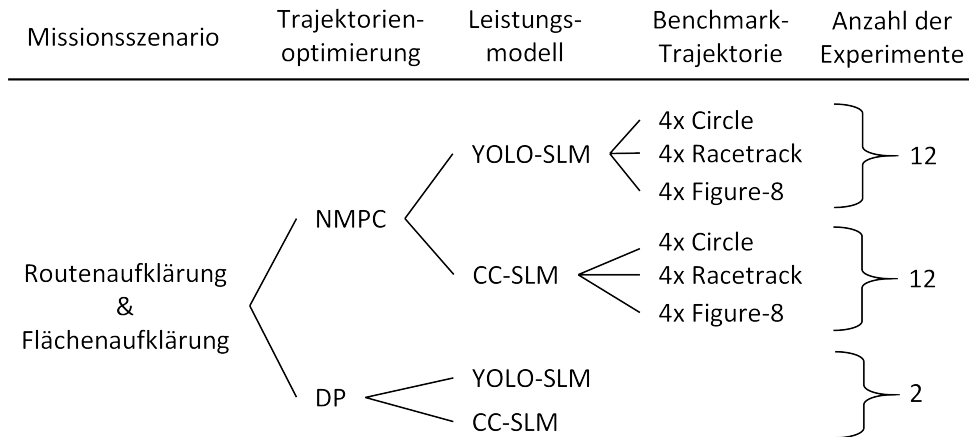 Missionsszenario
Trajektorien-
optimierung
Leistungs-
modell
Benchmark-
Trajektorie
Anzahl der
Experimente
Routenaufklärung
&
Flächenaufklärung
NMPC
YOLO-SLM
4x Circle
4x Racetrack
4x Figure-8
12
CC-SLM
4x Circle
4x Racetrack
4x Figure-8
12
DP
YOLO-SLM
CC-SLM
2